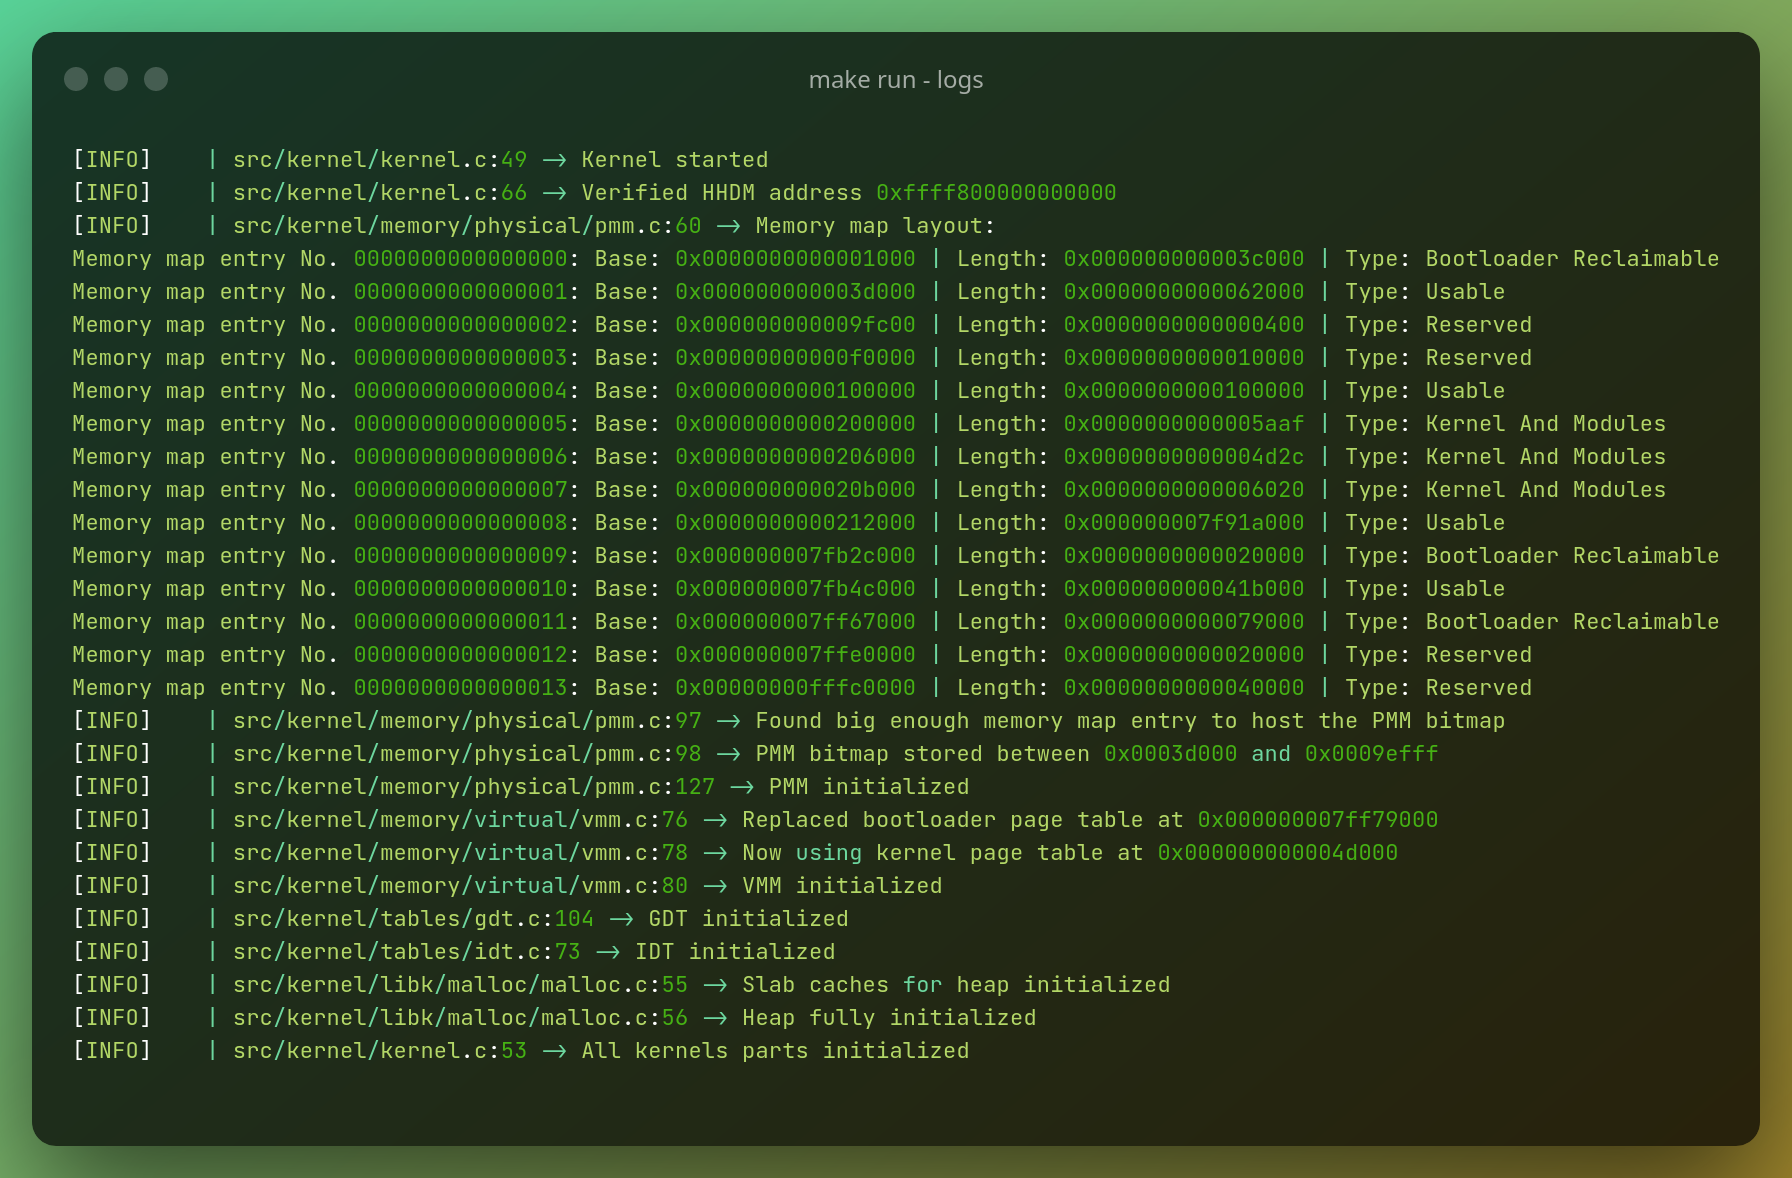 make run - logs
[INFO]    | src/kernel/kernel.c:49 -> Kernel started
[INFO]    | src/kernel/kernel.c:66 -> Verified HHDM address 0xffff800000000000
[INFO]    | src/kernel/memory/physical/pmm.c:60 -> Memory map layout:
Memory map entry No. 0000000000000000: Base: 0x0000000000001000 | Length: 0x000000000003c000 | Type: Bootloader Reclaimable
Memory map entry No. 0000000000000001: Base: 0x000000000003d000 | Length: 0x0000000000062000 | Type: Usable
Memory map entry No. 0000000000000002: Base: 0x000000000009fc00 | Length: 0x0000000000000400 | Type: Reserved
Memory map entry No. 0000000000000003: Base: 0x00000000000f0000 | Length: 0x0000000000010000 | Type: Reserved
Memory map entry No. 0000000000000004: Base: 0x0000000000100000 | Length: 0x0000000000100000 | Type: Usable
Memory map entry No. 0000000000000005: Base: 0x0000000000200000 | Length: 0x0000000000005aaf | Type: Kernel And Modules
Memory map entry No. 0000000000000006: Base: 0x0000000000206000 | Length: 0x0000000000004d2c | Type: Kernel And Modules
Memory map entry No. 0000000000000007: Base: 0x000000000020b000 | Length: 0x0000000000006020 | Type: Kernel And Modules
Memory map entry No. 0000000000000008: Base: 0x0000000000212000 | Length: 0x000000007f91a000 | Type: Usable
Memory map entry No. 0000000000000009: Base: 0x000000007fb2c000 | Length: 0x0000000000020000 | Type: Bootloader Reclaimable
Memory map entry No. 0000000000000010: Base: 0x000000007fb4c000 | Length: 0x000000000041b000 | Type: Usable
Memory map entry No. 0000000000000011: Base: 0x000000007ff67000 | Length: 0x0000000000079000 | Type: Bootloader Reclaimable
Memory map entry No. 0000000000000012: Base: 0x000000007ffe0000 | Length: 0x0000000000020000 | Type: Reserved
Memory map entry No. 0000000000000013: Base: 0x00000000fffc0000 | Length: 0x0000000000040000 | Type: Reserved
[INFO]    | src/kernel/memory/physical/pmm.c:97 -> Found big enough memory map entry to host the PMM bitmap
[INFO]    | src/kernel/memory/physical/pmm.c:98 -> PMM bitmap stored between 0x0003d000 and 0x0009efff
[INFO]    | src/kernel/memory/physical/pmm.c:127 -> PMM initialized
[INFO]    | src/kernel/memory/virtual/vmm.c:76 -> Replaced bootloader page table at 0x000000007ff79000
[INFO]    | src/kernel/memory/virtual/vmm.c:78 -> Now using kernel page table at 0x000000000004d000
[INFO]    | src/kernel/memory/virtual/vmm.c:80 -> VMM initialized
[INFO]    | src/kernel/tables/gdt.c:104 -> GDT initialized
[INFO]    | src/kernel/tables/idt.c:73 -> IDT initialized
[INFO]    | src/kernel/libk/malloc/malloc.c:55 -> Slab caches for heap initialized
[INFO]    | src/kernel/libk/malloc/malloc.c:56 -> Heap fully initialized
[INFO]    | src/kernel/kernel.c:53 -> All kernels parts initialized